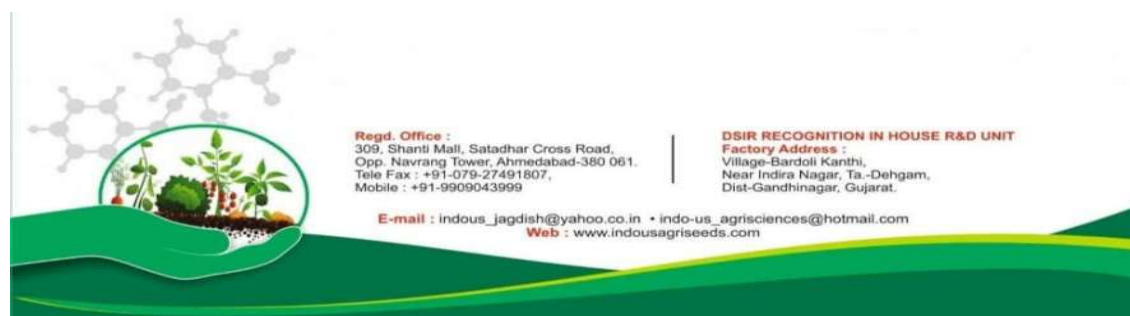 Regd. Office :
309, Shanti Mall, Satadhar Cross Road,
Opp. Navrang Tower, Ahmedabad-380 061.
Tele Fax : +91-079-27491807,
Mobile : +91-9909043999
DSIR RECOGNITION IN HOUSE R&D UNIT
Factory Address :
Village-Bardoli Kanthi,
Near Indira Nagar, Ta.-Dehgam,
Dist-Gandhinagar, Gujarat.
E-mail : indous_jagdish@yahoo.co.in • indo-us_agrisciences@hotmail.com
Web : www.indousagriseeds.com